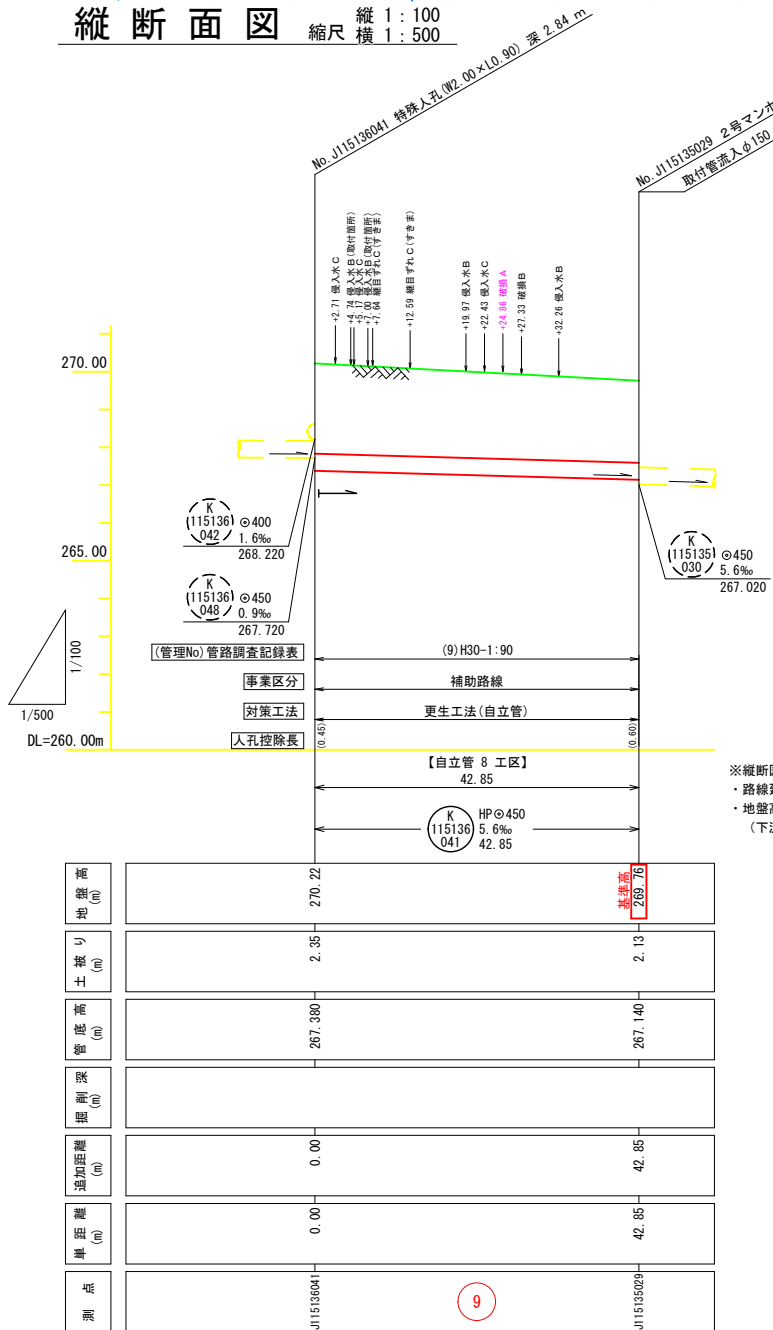 縦断面図
縮尺
縦 1:100
横 1:500
No.J115136041 特殊人孔(W2.00×L0.90) 深 2.84 m
No.J115135029 2号マンホ
取付管流入φ150
+2.71 侵入水C
+4.74 侵入水B(取付箇所)
+5.17 侵入水C
+7.00 侵入水B(取付箇所)
+7.64 継目ずれC(すきま)
+12.59 継目ずれC(すきま)
+19.97 侵入水B
+22.43 侵入水C
+24.86 破損A
+27.33 破損B
+32.26 侵入水B
270.00
265.00
DL=260.00m
K
115136
042
⊙400
1.6‰
268.220
K
115136
048
⊙450
0.9‰
267.720
K
115135
030
⊙450
5.6‰
267.020
1/100
1/500
(管理No)管路調査記録表
(9)H30-1:90
事業区分
補助路線
対策工法
更生工法(自立管)
人孔控除長
(0.45)
(0.60)
【自立管 8 工区】
42.85
K
115136
041
HP⊙450
5.6‰
42.85
※縦断図
・路線延
・地盤高
(下流
地盤高
(m)
270.22
基準高
269.76
土被り
(m)
2.35
2.13
管底高
(m)
267.380
267.140
掘削深
(m)
追加距離
(m)
0.00
42.85
単距離
(m)
0.00
42.85
測点
J115136041
9
J115135029